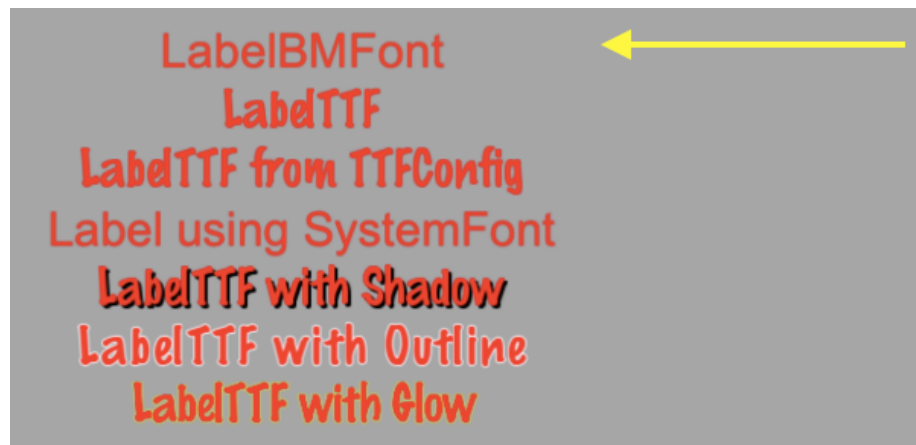 LabelBMFont
LabelTTF
LabelTTF from TTFConfig
Label using SystemFont
LabelTTF with Shadow
LabelTTF with Outline
LabelTTF with Glow